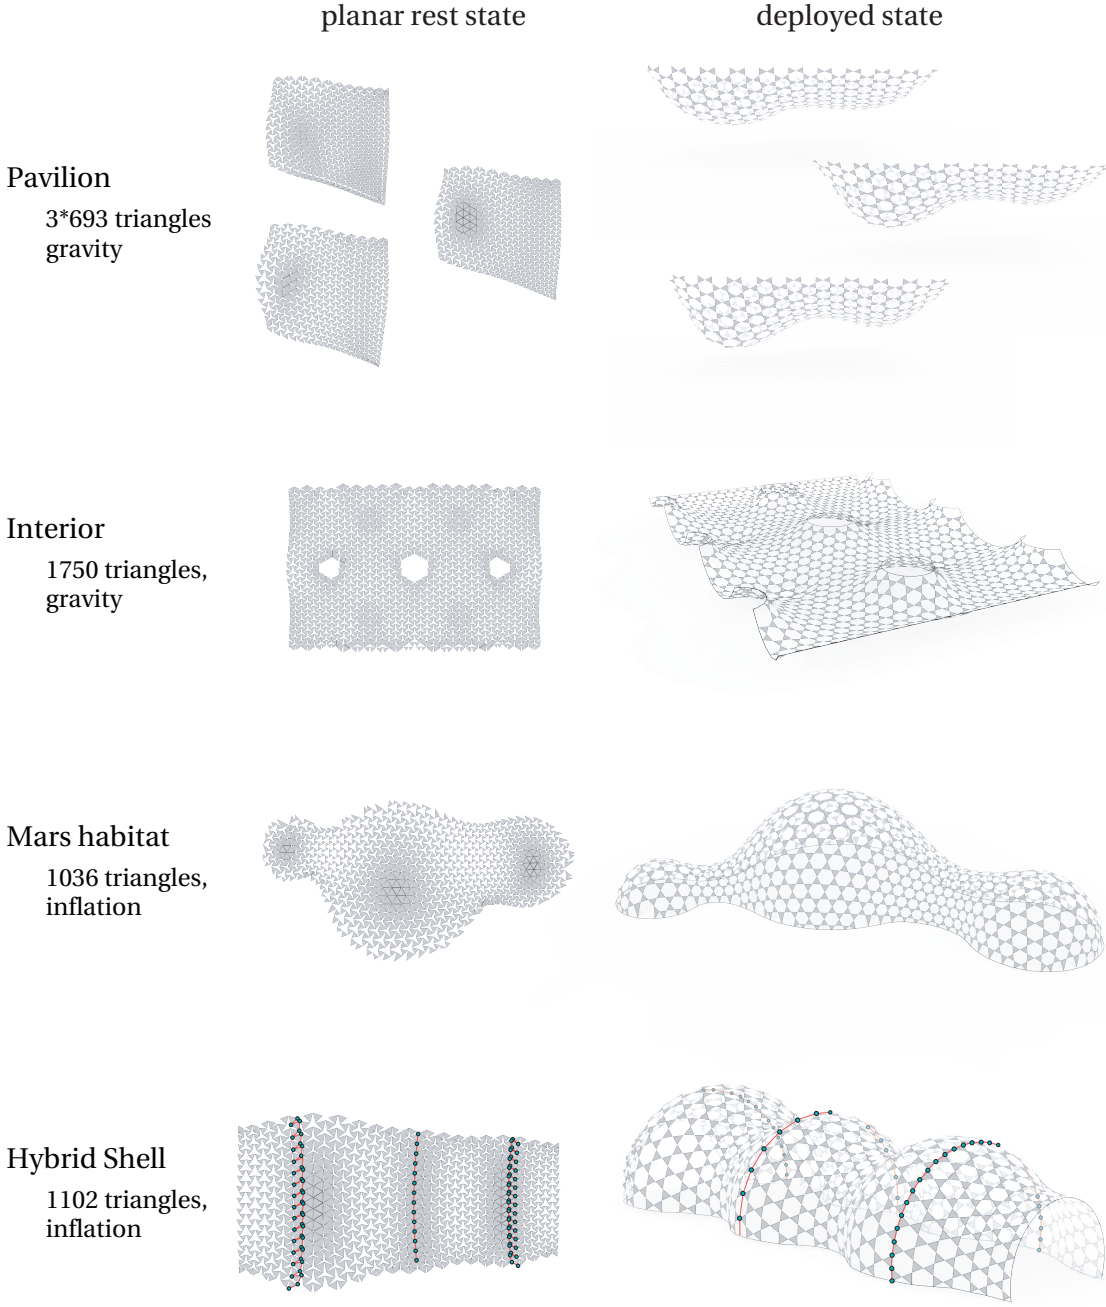 planar rest state
deployed state
Pavilion
3*693 triangles
gravity
Interior
1750 triangles,
gravity
Mars habitat
1036 triangles,
inflation
Hybrid Shell
1102 triangles,
inflation